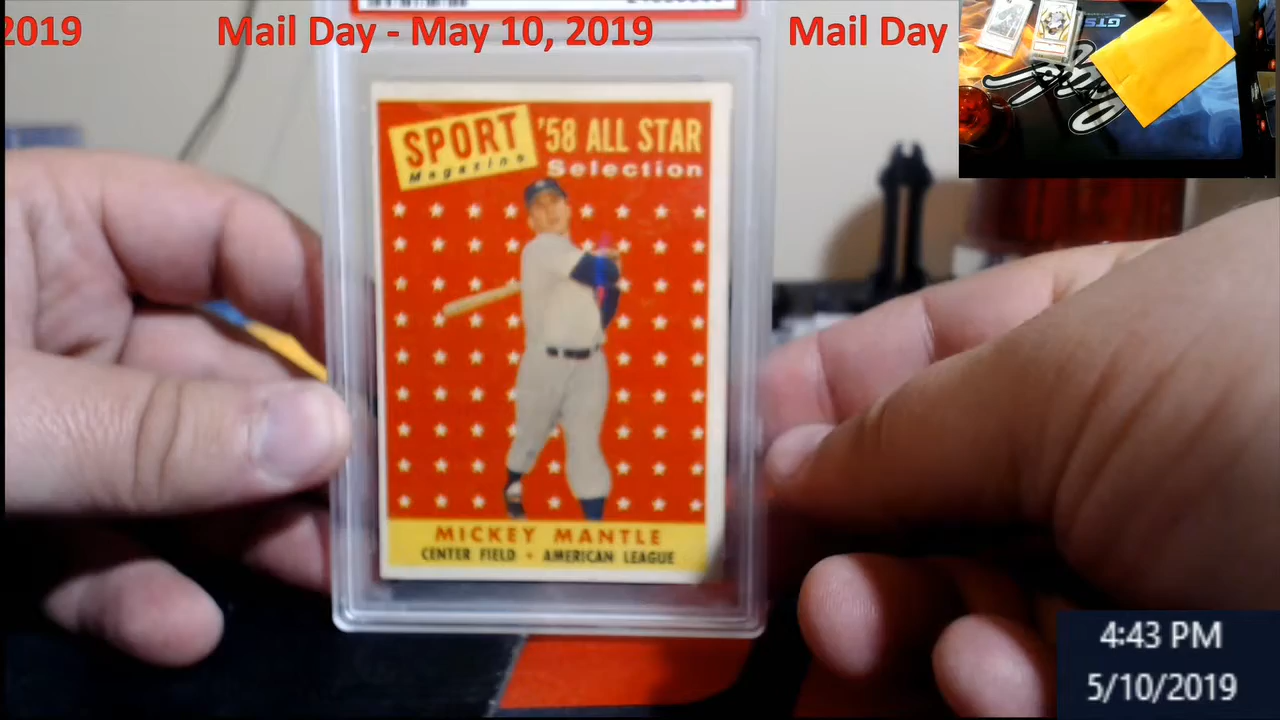 2019 Mail Day - May 10, 2019 Mail Day
SPORT
Magazine
'58 ALL STAR
Selection
MICKEY MANTLE
CENTER FIELD • AMERICAN LEAGUE
GTS
4:43 PM
5/10/2019